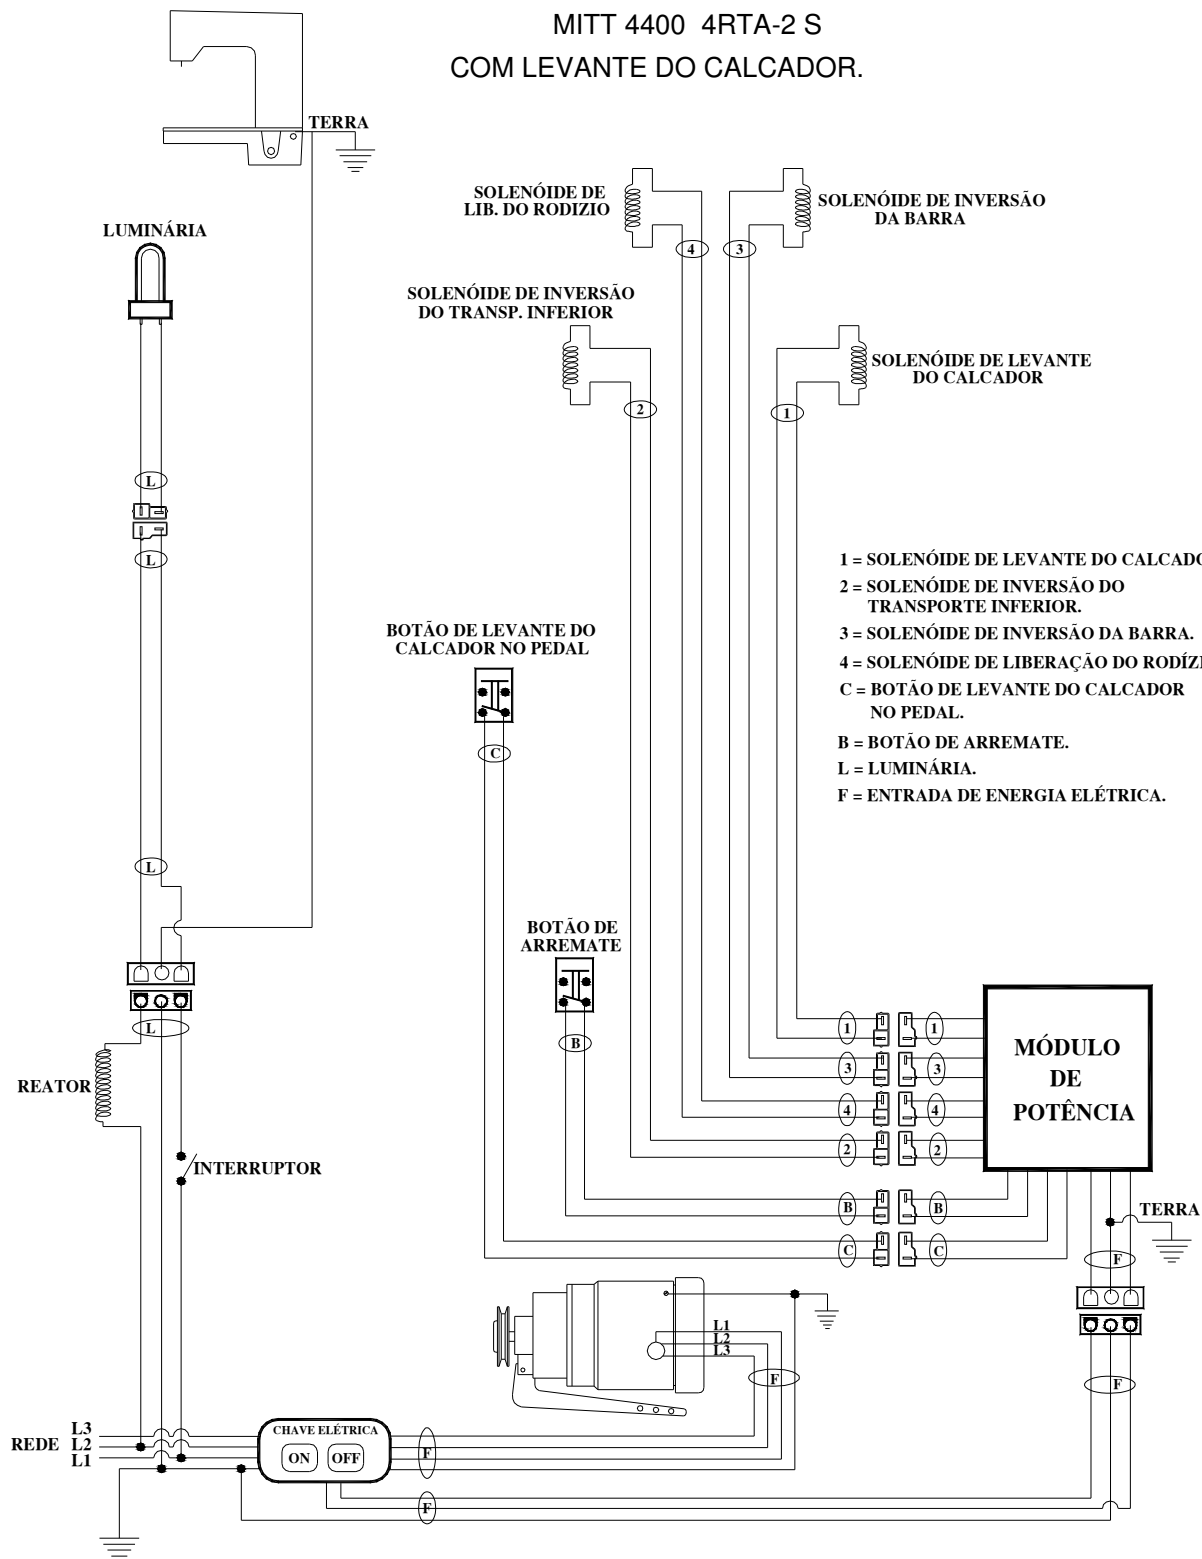 MITT 4400 4RTA-2 S
COM LEVANTE DO CALCADOR.
TERRA
SOLENÓIDE DE
LIB. DO RODIZIO
SOLENÓIDE DE INVERSÃO
DA BARRA
LUMINÁRIA
4
3
SOLENÓIDE DE INVERSÃO
DO TRANSP. INFERIOR
SOLENÓIDE DE LEVANTE
DO CALCADOR
2
1
L
L
1 = SOLENÓIDE DE LEVANTE DO CALCADO
2 = SOLENÓIDE DE INVERSÃO DO
TRANSPORTE INFERIOR.
3 = SOLENÓIDE DE INVERSÃO DA BARRA.
4 = SOLENÓIDE DE LIBERAÇÃO DO RODÍZI
C = BOTÃO DE LEVANTE DO CALCADOR
NO PEDAL.
B = BOTÃO DE ARREMATE.
L = LUMINÁRIA.
F = ENTRADA DE ENERGIA ELÉTRICA.
BOTÃO DE LEVANTE DO
CALCADOR NO PEDAL
C
L
BOTÃO DE
ARREMATE
L
B
1 1
3 3
4 4
2 2
B B
C C
MÓDULO
DE
POTÊNCIA
REATOR
INTERRUPTOR
TERRA
F
L1
L2
L3
F
F
REDE
L3
L2
L1
CHAVE ELÉTRICA
ON OFF
F
F